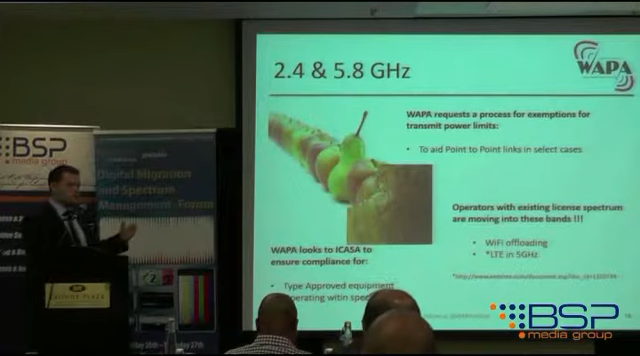 2.4 & 5.8 GHz
WAPA
WAPA requests a process for exemptions for
transmit power limits:
• To aid Point to Point links in select cases
Operators with existing license spectrum
are moving into these bands !!!
• WiFi offloading
• *LTE in 5GHz
WAPA looks to ICASA to
ensure compliance for:
• Type Approved equipment
operating witin
BSP
media group
Digital Migration
and Spectrum
Management Forum
BSP
media group